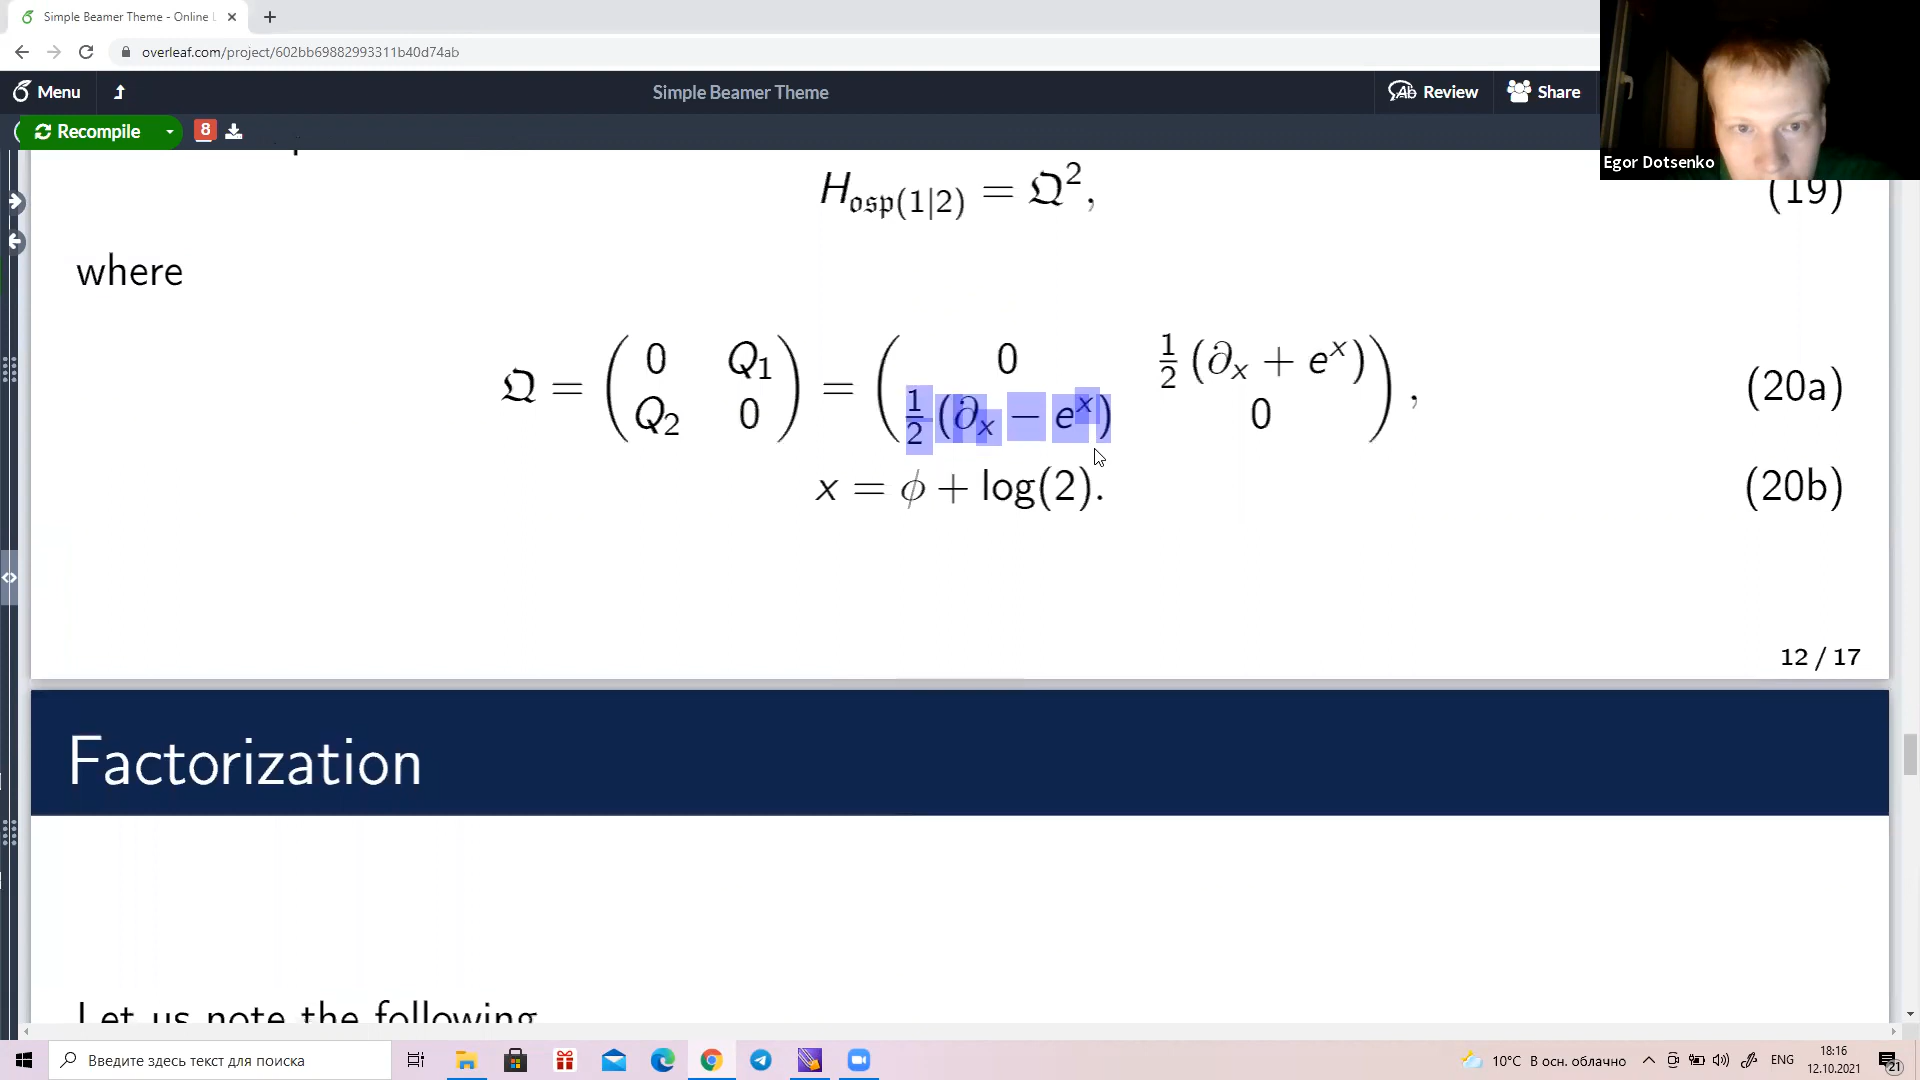 Simple Beamer Theme - Online L
overleaf.com/project/602bb69882993311b40d74ab
Menu
Simple Beamer Theme
Review
Share
Recompile
8
Egor Dotsenko
H_{𝔬𝔰𝔭(1|2)} = 𝔔², (19)
where
𝔔 = ( 0 Q₁ ; Q₂ 0 ) = ( 0 ½(∂ₓ + eˣ) ; ½(∂ₓ − eˣ) 0 ), (20a)
x = ϕ + log(2). (20b)
12 / 17
Factorization
Let us note the following
Введите здесь текст для поиска
10°C В осн. облачно
ENG
18:16
12.10.2021
21